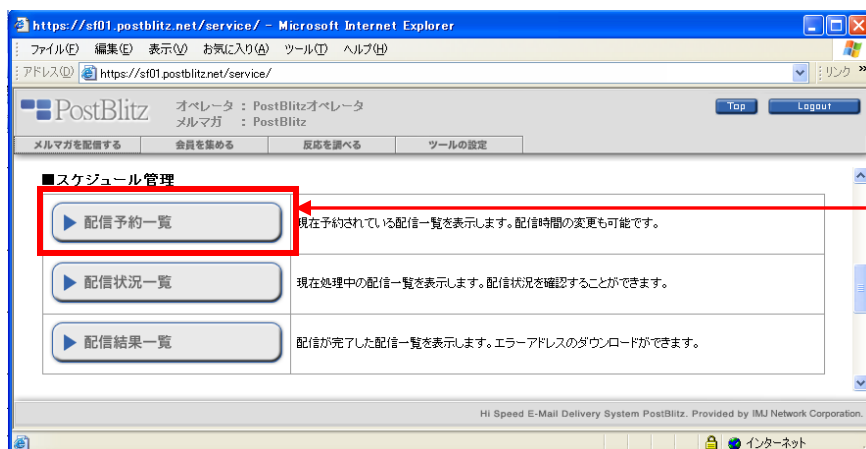 https://sf01.postblitz.net/service/ - Microsoft Internet Explorer
ファイル(F) 編集(E) 表示(V) お気に入り(A) ツール(T) ヘルプ(H)
アドレス(D) https://sf01.postblitz.net/service/ リンク »
PostBlitz オペレータ : PostBlitzオペレータ Top Logout
メルマガ : PostBlitz
メルマガを配信する 会員を集める 反応を調べる ツールの設定
■スケジュール管理
配信予約一覧 現在予約されている配信一覧を表示します。配信時間の変更も可能です。
配信状況一覧 現在処理中の配信一覧を表示します。配信状況を確認することができます。
配信結果一覧 配信が完了した配信一覧を表示します。エラーアドレスのダウンロードができます。
Hi Speed E-Mail Delivery System PostBlitz. Provided by IMJ Network Corporation.
インターネット